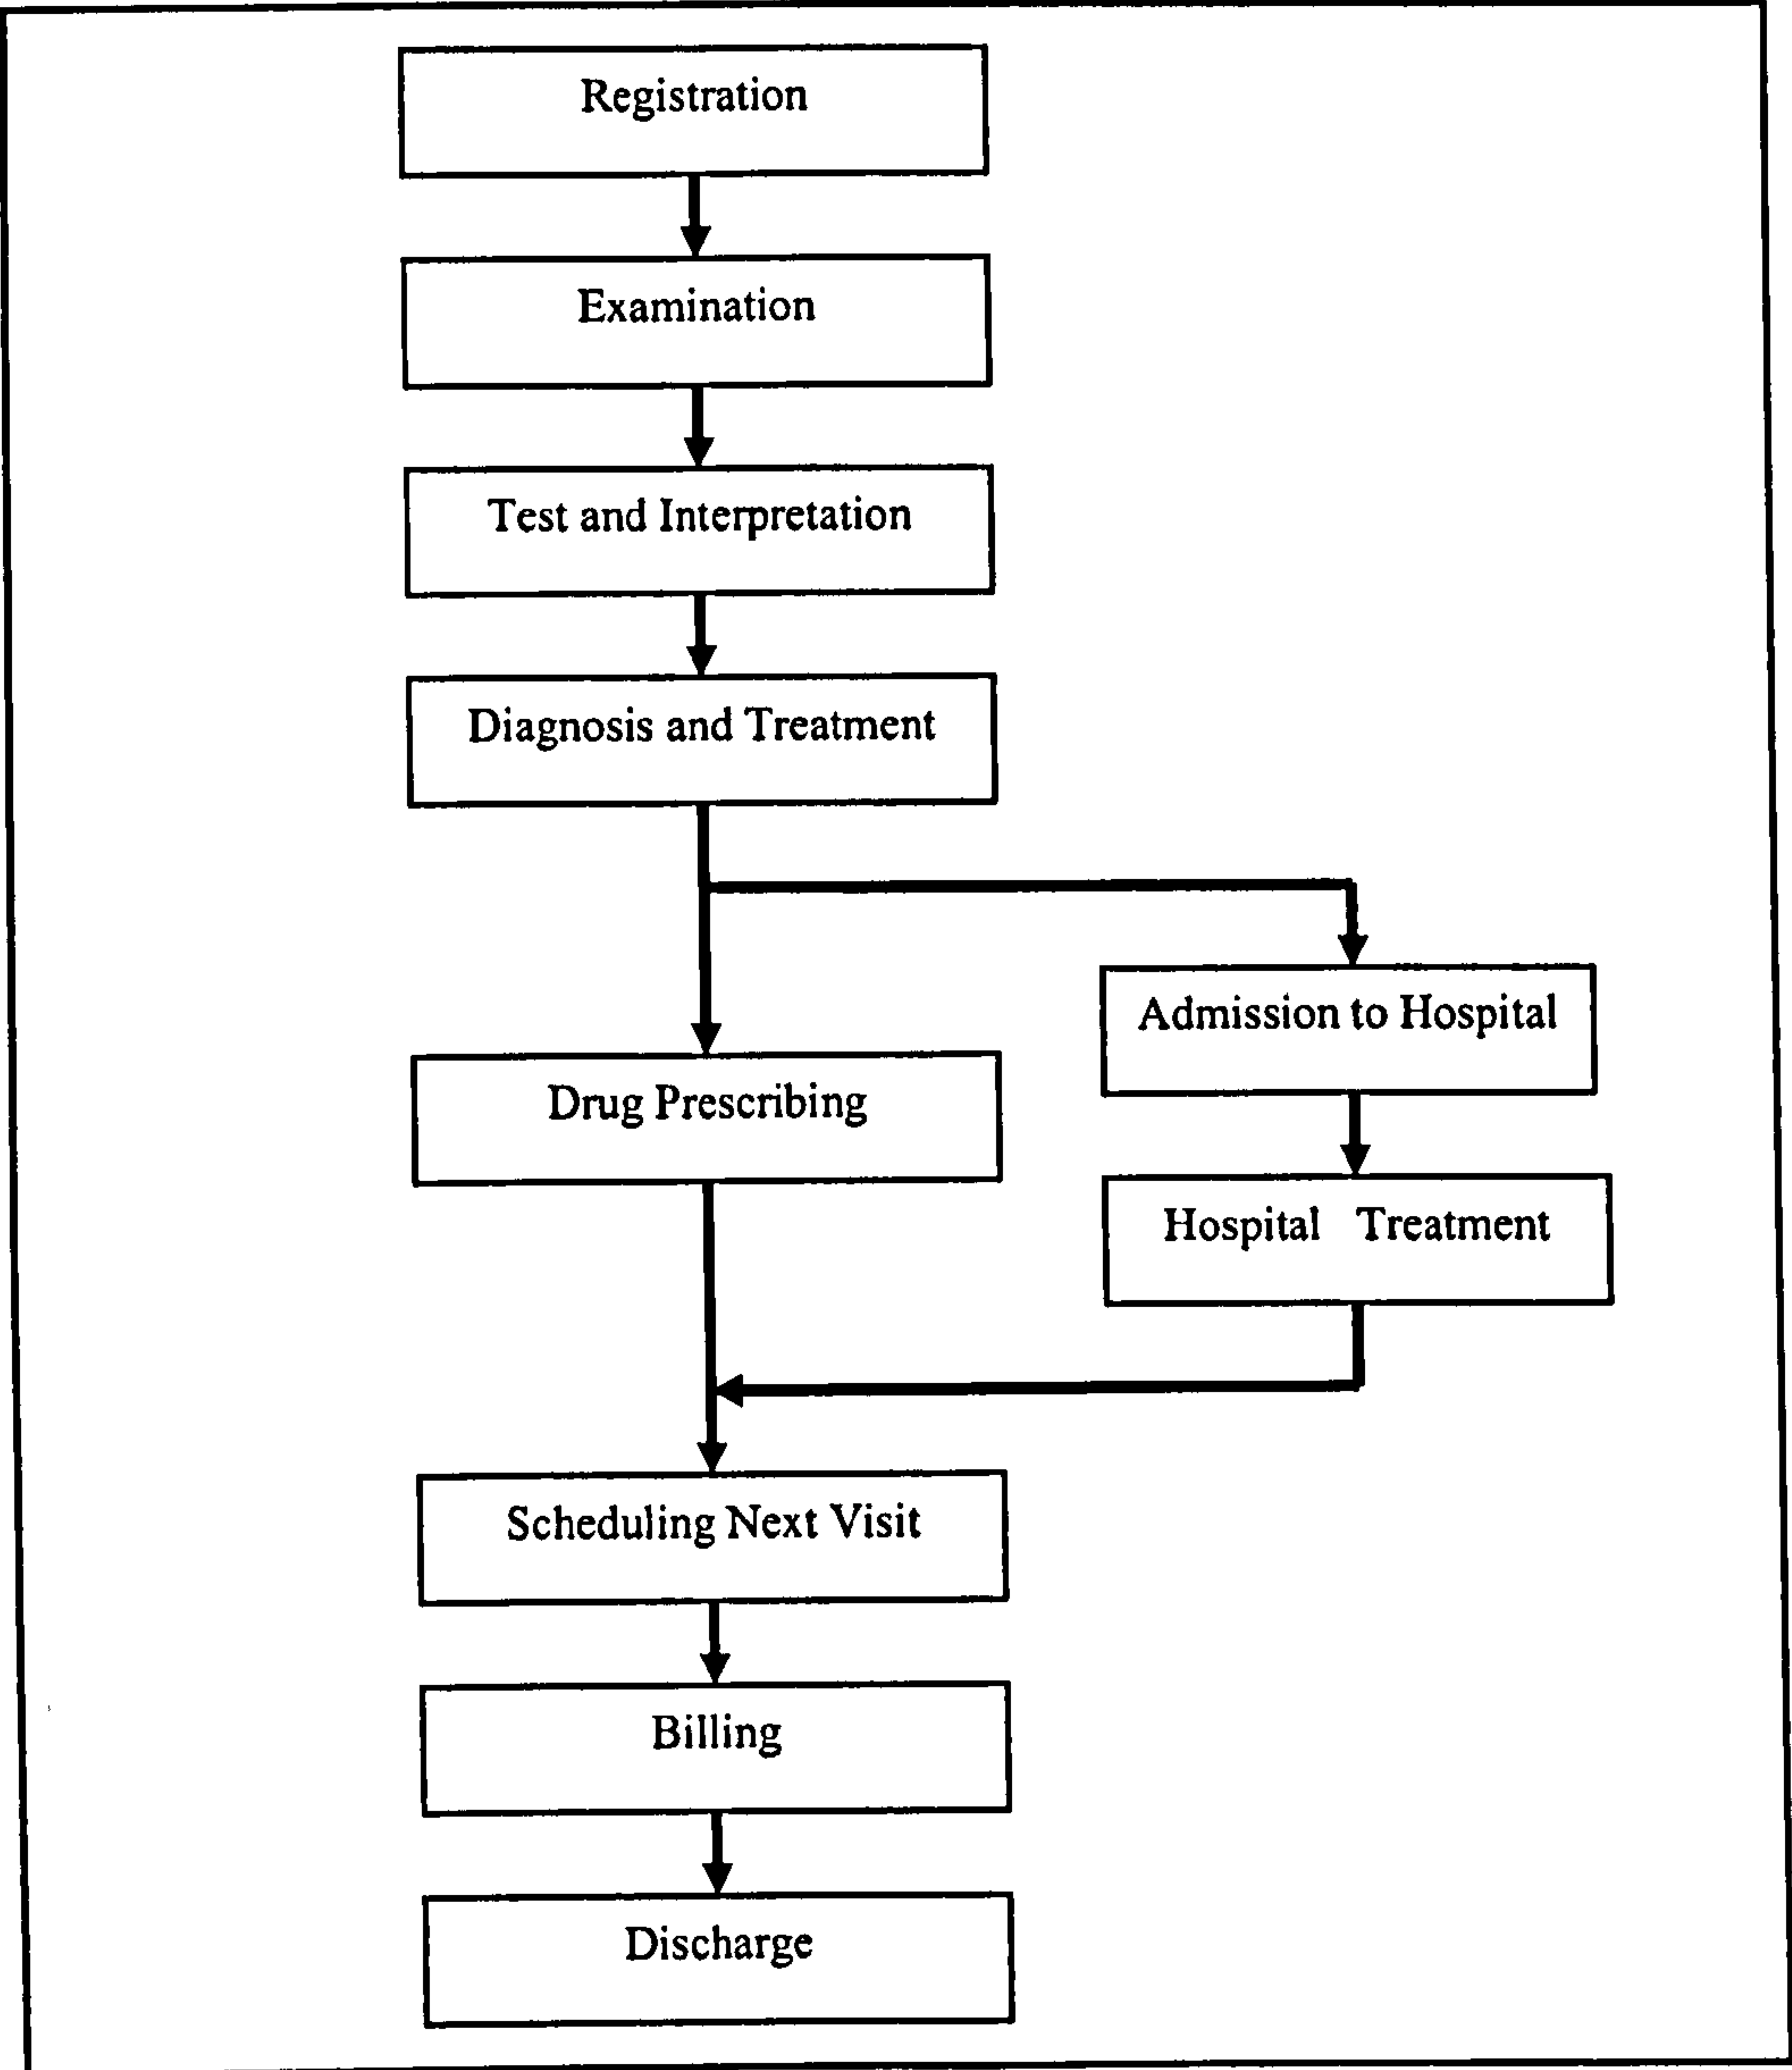 Registration
Examination
Test and Interpretation
Diagnosis and Treatment
Admission to Hospital
Drug Prescribing
Hospital Treatment
Scheduling Next Visit
Billing
Discharge